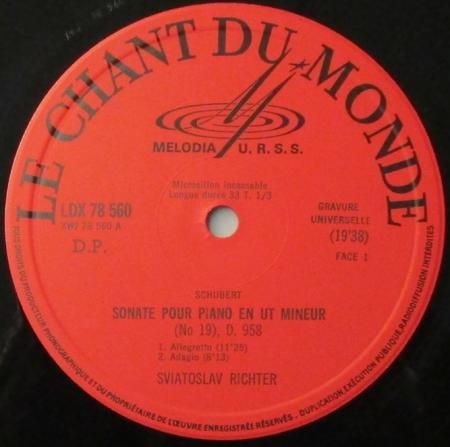 LE CHANT DU MONDE
MELODIA U.R.S.S.
Microsillon incassable
Longue durée 33 T. 1/3
LDX 78 560
XWJ 78 560 A
D.P.
GRAVURE
UNIVERSELLE
(19'38)
FACE 1
SCHUBERT
SONATE POUR PIANO EN UT MINEUR
(No 19), D. 958
1. Allegretto (11'25)
2. Adagio (8'13)
SVIATOSLAV RICHTER
TOUS DROITS DU PRODUCTEUR PHONOGRAPHIQUE ET DU PROPRIÉTAIRE DE L'ŒUVRE ENREGISTRÉE RÉSERVÉS - DUPLICATION, EXÉCUTION PUBLIQUE, RADIODIFFUSION INTERDITES